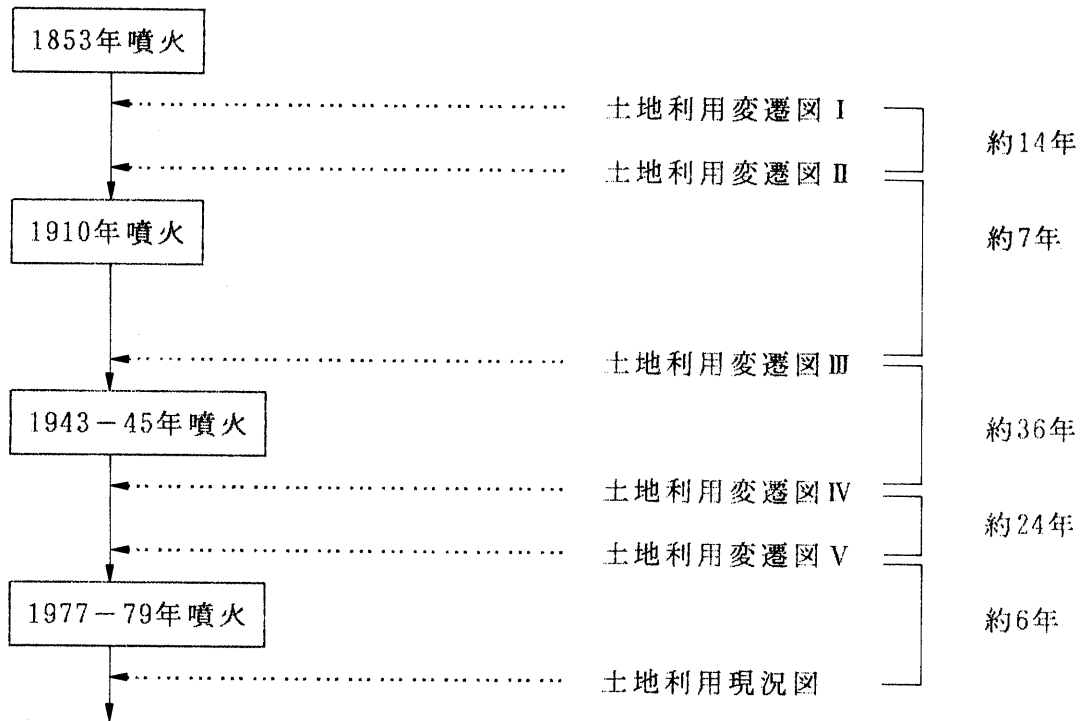 1853年噴火
土地利用変遷図 Ⅰ
約14年
土地利用変遷図 Ⅱ
1910年噴火
約7年
土地利用変遷図 Ⅲ
1943-45年噴火
約36年
土地利用変遷図 Ⅳ
約24年
土地利用変遷図 Ⅴ
1977-79年噴火
約6年
土地利用現況図